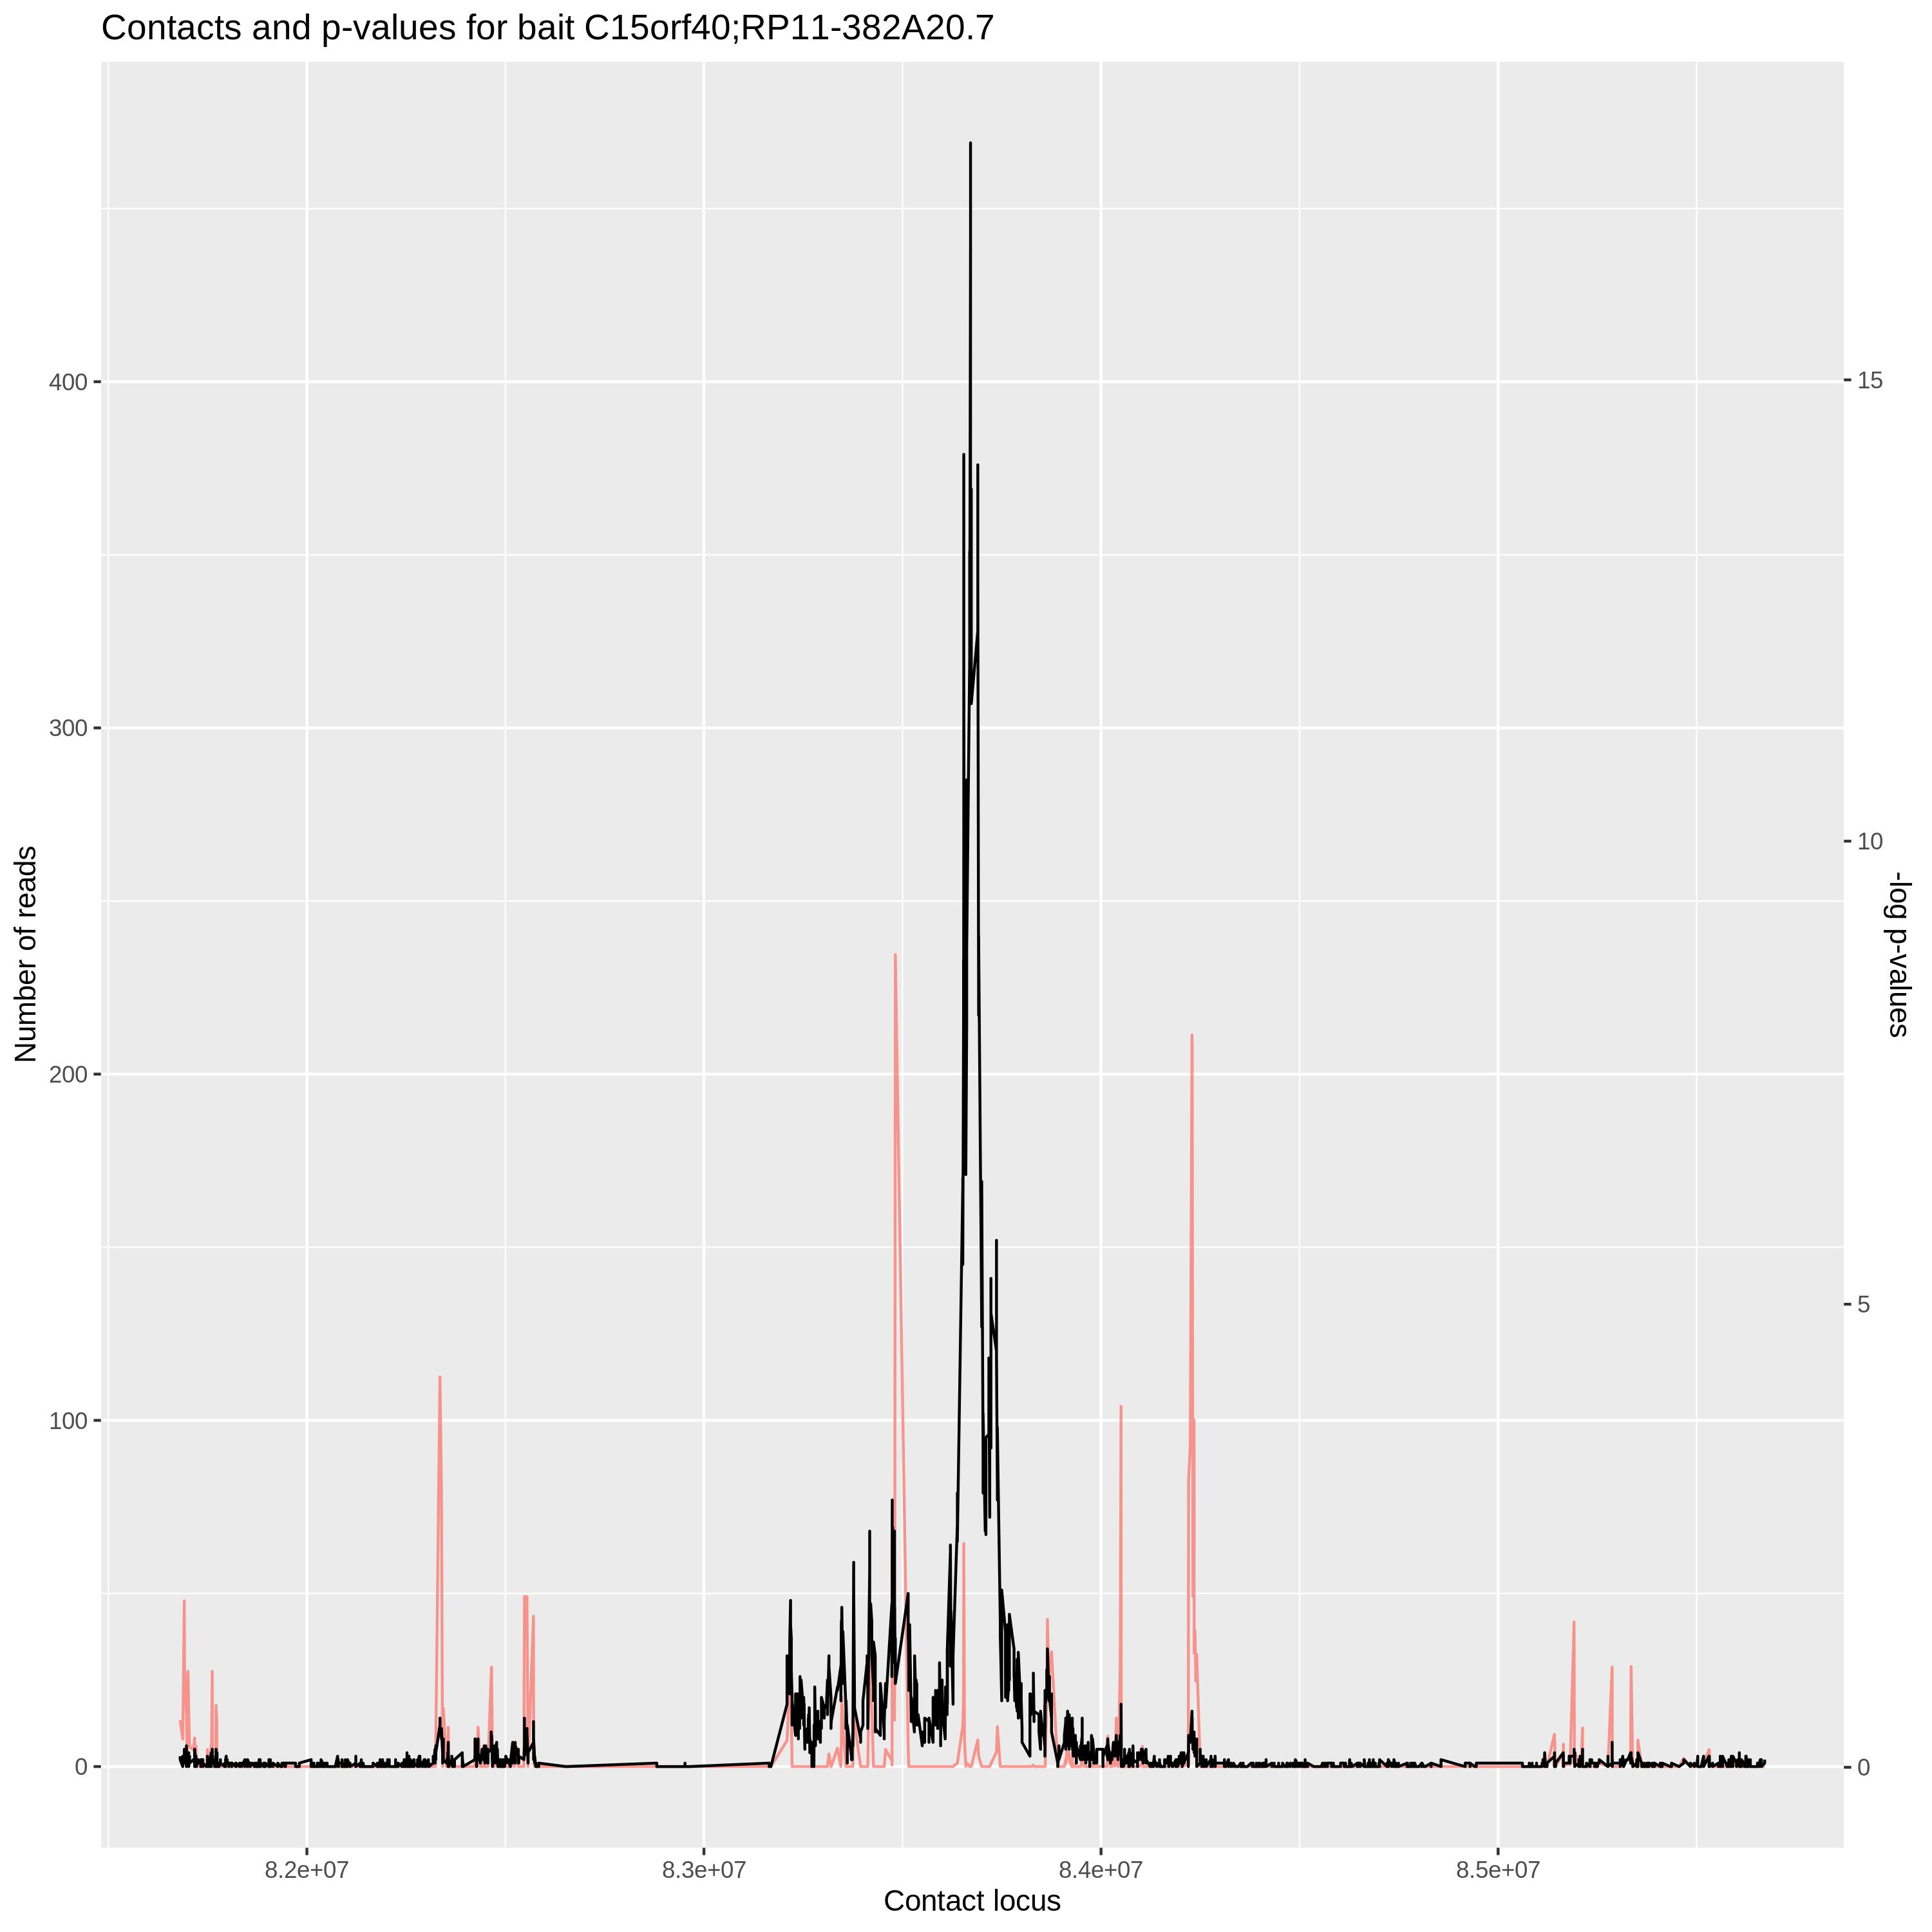 Contacts and p-values for bait C15orf40;RP11-382A20.7
Number of reads
400
300
200
100
0
15
10
5
0
-log p-values
8.2e+07
8.3e+07
8.4e+07
8.5e+07
Contact locus